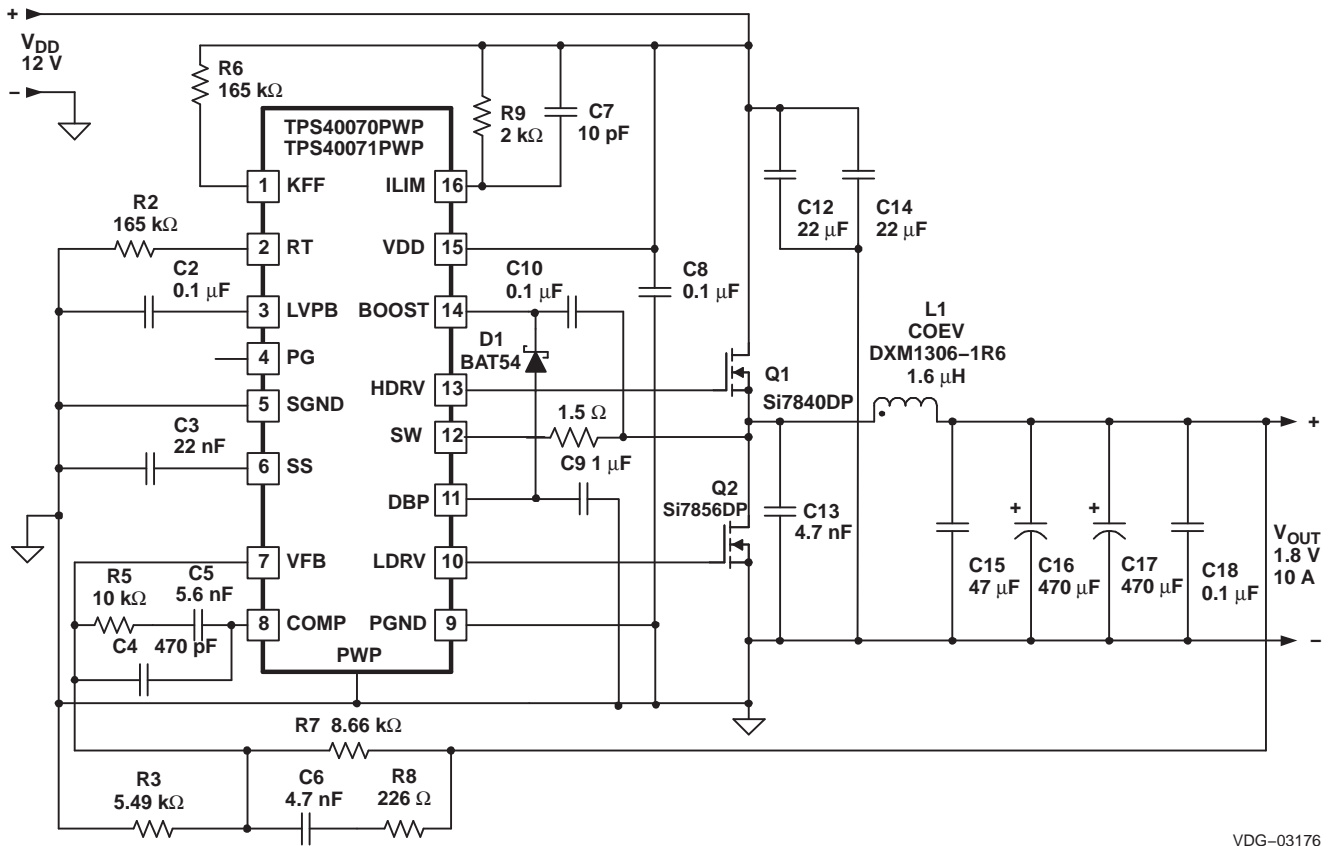 +
VDD
12 V
−
R6
165 kΩ
TPS40070PWP
TPS40071PWP
R9
2 kΩ
C7
10 pF
1 KFF
ILIM 16
R2
165 kΩ
2 RT
VDD 15
C12
22 μF
C14
22 μF
C2
0.1 μF
3 LVPB
BOOST 14
C10
0.1 μF
C8
0.1 μF
4 PG
D1
BAT54
L1
COEV
DXM1306−1R6
1.6 μH
HDRV 13
Q1
Si7840DP
5 SGND
C3
22 nF
SW 12
1.5 Ω
+
6 SS
C9 1 μF
DBP 11
Q2
Si7856DP
C13
4.7 nF
+
+
VOUT
1.8 V
10 A
7 VFB
LDRV 10
C15
47 μF
C16
470 μF
C17
470 μF
C18
0.1 μF
R5
10 kΩ
C5
5.6 nF
8 COMP
PGND 9
C4 470 pF
PWP
−
R7 8.66 kΩ
R3
5.49 kΩ
C6
4.7 nF
R8
226 Ω
VDG−03176